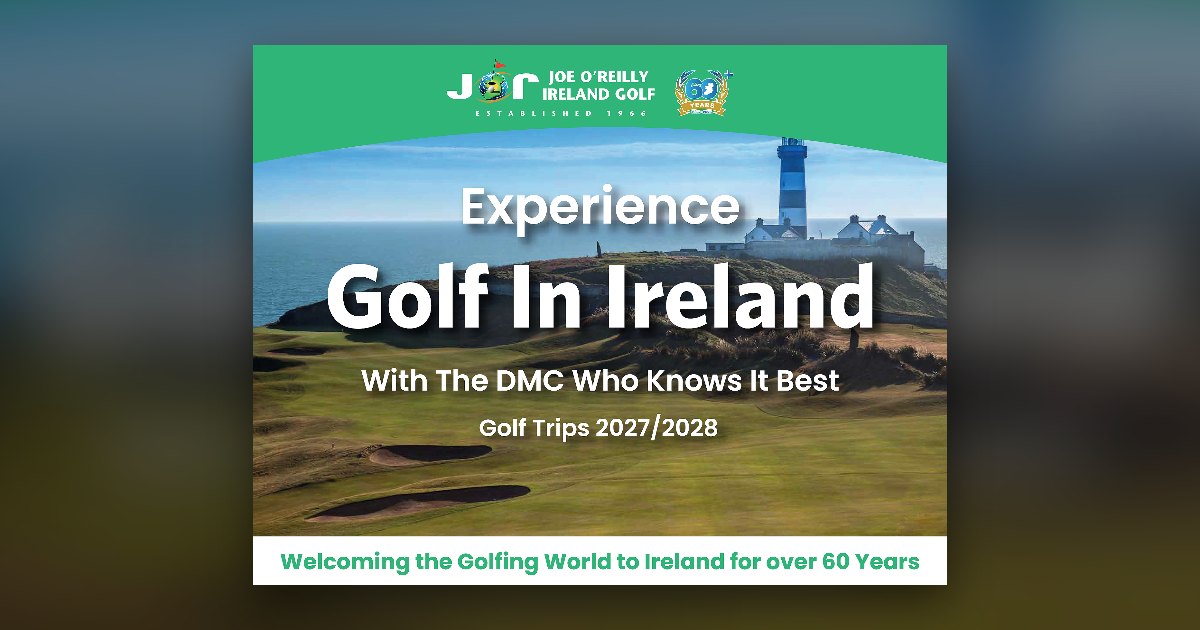 JOr JOE O'REILLY
IRELAND GOLF
ESTABLISHED 1966
60+
YEARS
Experience
Golf In Ireland
With The DMC Who Knows It Best
Golf Trips 2027/2028
Welcoming the Golfing World to Ireland for over 60 Years